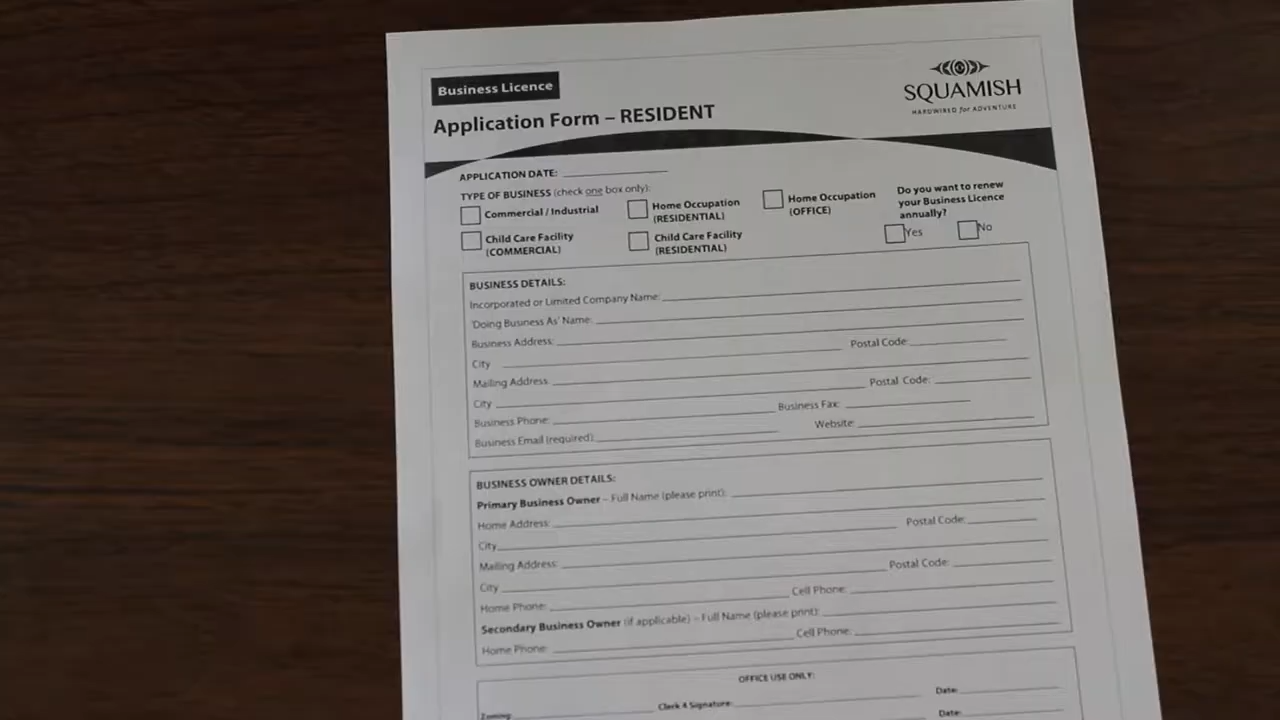 Business Licence
SQUAMISH
HARDWIRED for ADVENTURE
Application Form – RESIDENT
APPLICATION DATE:
TYPE OF BUSINESS (check one box only):
Commercial / Industrial
Home Occupation
(RESIDENTIAL)
Home Occupation
(OFFICE)
Do you want to renew
your Business Licence
annually?
Child Care Facility
(COMMERCIAL)
Child Care Facility
(RESIDENTIAL)
Yes
No
BUSINESS DETAILS:
Incorporated or Limited Company Name:
'Doing Business As' Name:
Business Address:
City Postal Code:
Mailing Address:
City Postal Code:
Business Phone: Business Fax:
Business Email (required): Website:
BUSINESS OWNER DETAILS:
Primary Business Owner – Full Name (please print):
Home Address:
City Postal Code:
Mailing Address:
City Postal Code:
Home Phone: Cell Phone:
Secondary Business Owner (if applicable) – Full Name (please print):
Home Phone: Cell Phone:
OFFICE USE ONLY:
Zoning: Clerk 4 Signature: Date:
Date: